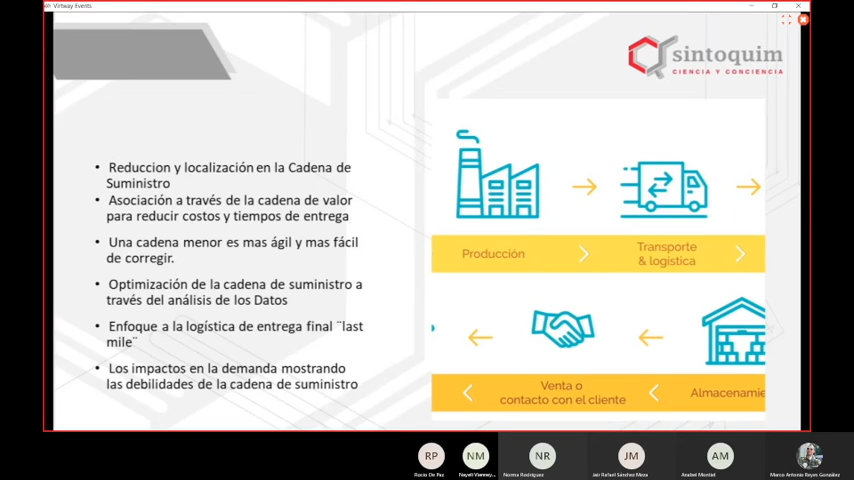 Virtway Events
sintoquim
CIENCIA Y CONCIENCIA
• Reduccion y localización en la Cadena de
Suministro
• Asociación a través de la cadena de valor
para reducir costos y tiempos de entrega
• Una cadena menor es mas ágil y mas fácil
de corregir.
• Optimización de la cadena de suministro a
través del análisis de los Datos
• Enfoque a la logística de entrega final ¨last
mile¨
• Los impactos en la demanda mostrando
las debilidades de la cadena de suministro
Producción
Transporte
& logística
Venta o
contacto con el cliente
Almacenamie
RP
NM
NR
JM
AM
Rocio De Paz
Nayeli Vianney...
Norma Rodriguez
Jair Rafael Sánchez Meza
Anabel Montiel
Marco Antonio Reyes González